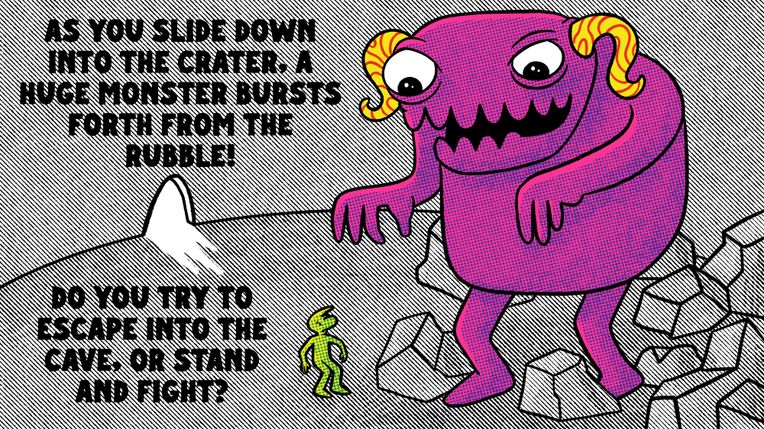 AS YOU SLIDE DOWN
INTO THE CRATER, A
HUGE MONSTER BURSTS
FORTH FROM THE
RUBBLE!
DO YOU TRY TO
ESCAPE INTO THE
CAVE, OR STAND
AND FIGHT?